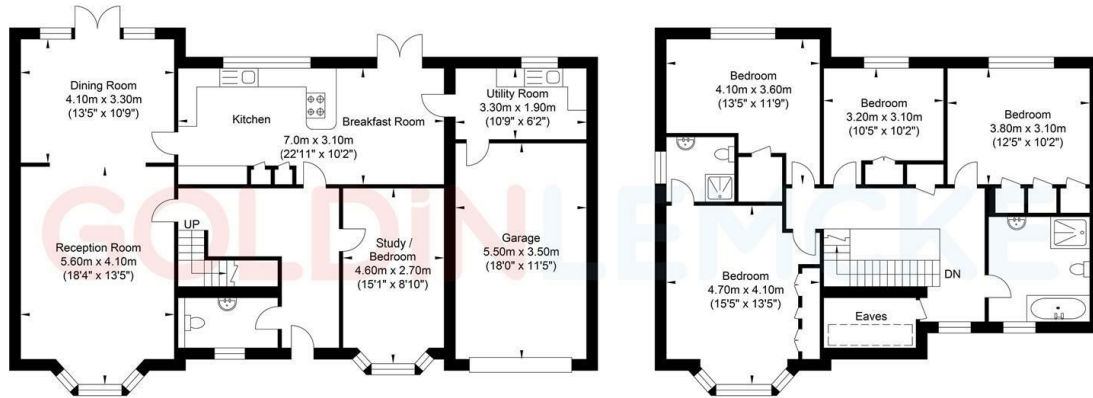 Dining Room
4.10m x 3.30m
(13'5" x 10'9")
Kitchen
Breakfast Room
7.0m x 3.10m
(22'11" x 10'2")
Utility Room
3.30m x 1.90m
(10'9" x 6'2")
UP
Reception Room
5.60m x 4.10m
(18'4" x 13'5")
Study /
Bedroom
4.60m x 2.70m
(15'1" x 8'10")
Garage
5.50m x 3.50m
(18'0" x 11'5")
Bedroom
4.10m x 3.60m
(13'5" x 11'9")
Bedroom
3.20m x 3.10m
(10'5" x 10'2")
Bedroom
3.80m x 3.10m
(12'5" x 10'2")
Bedroom
4.70m x 4.10m
(15'5" x 13'5")
DN
Eaves
GOLDiN LEMCKE